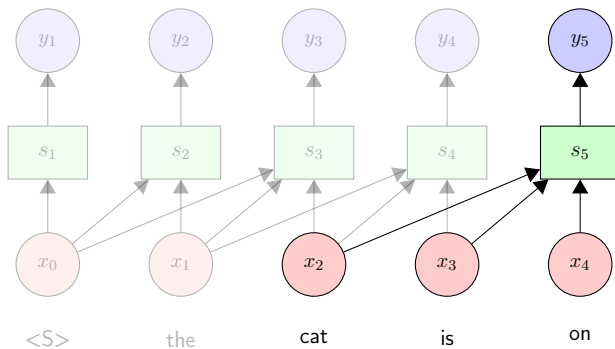 y₁ y₂ y₃ y₄ y₅
s₁ s₂ s₃ s₄ s₅
x₀ x₁ x₂ x₃ x₄
<S> the cat is on